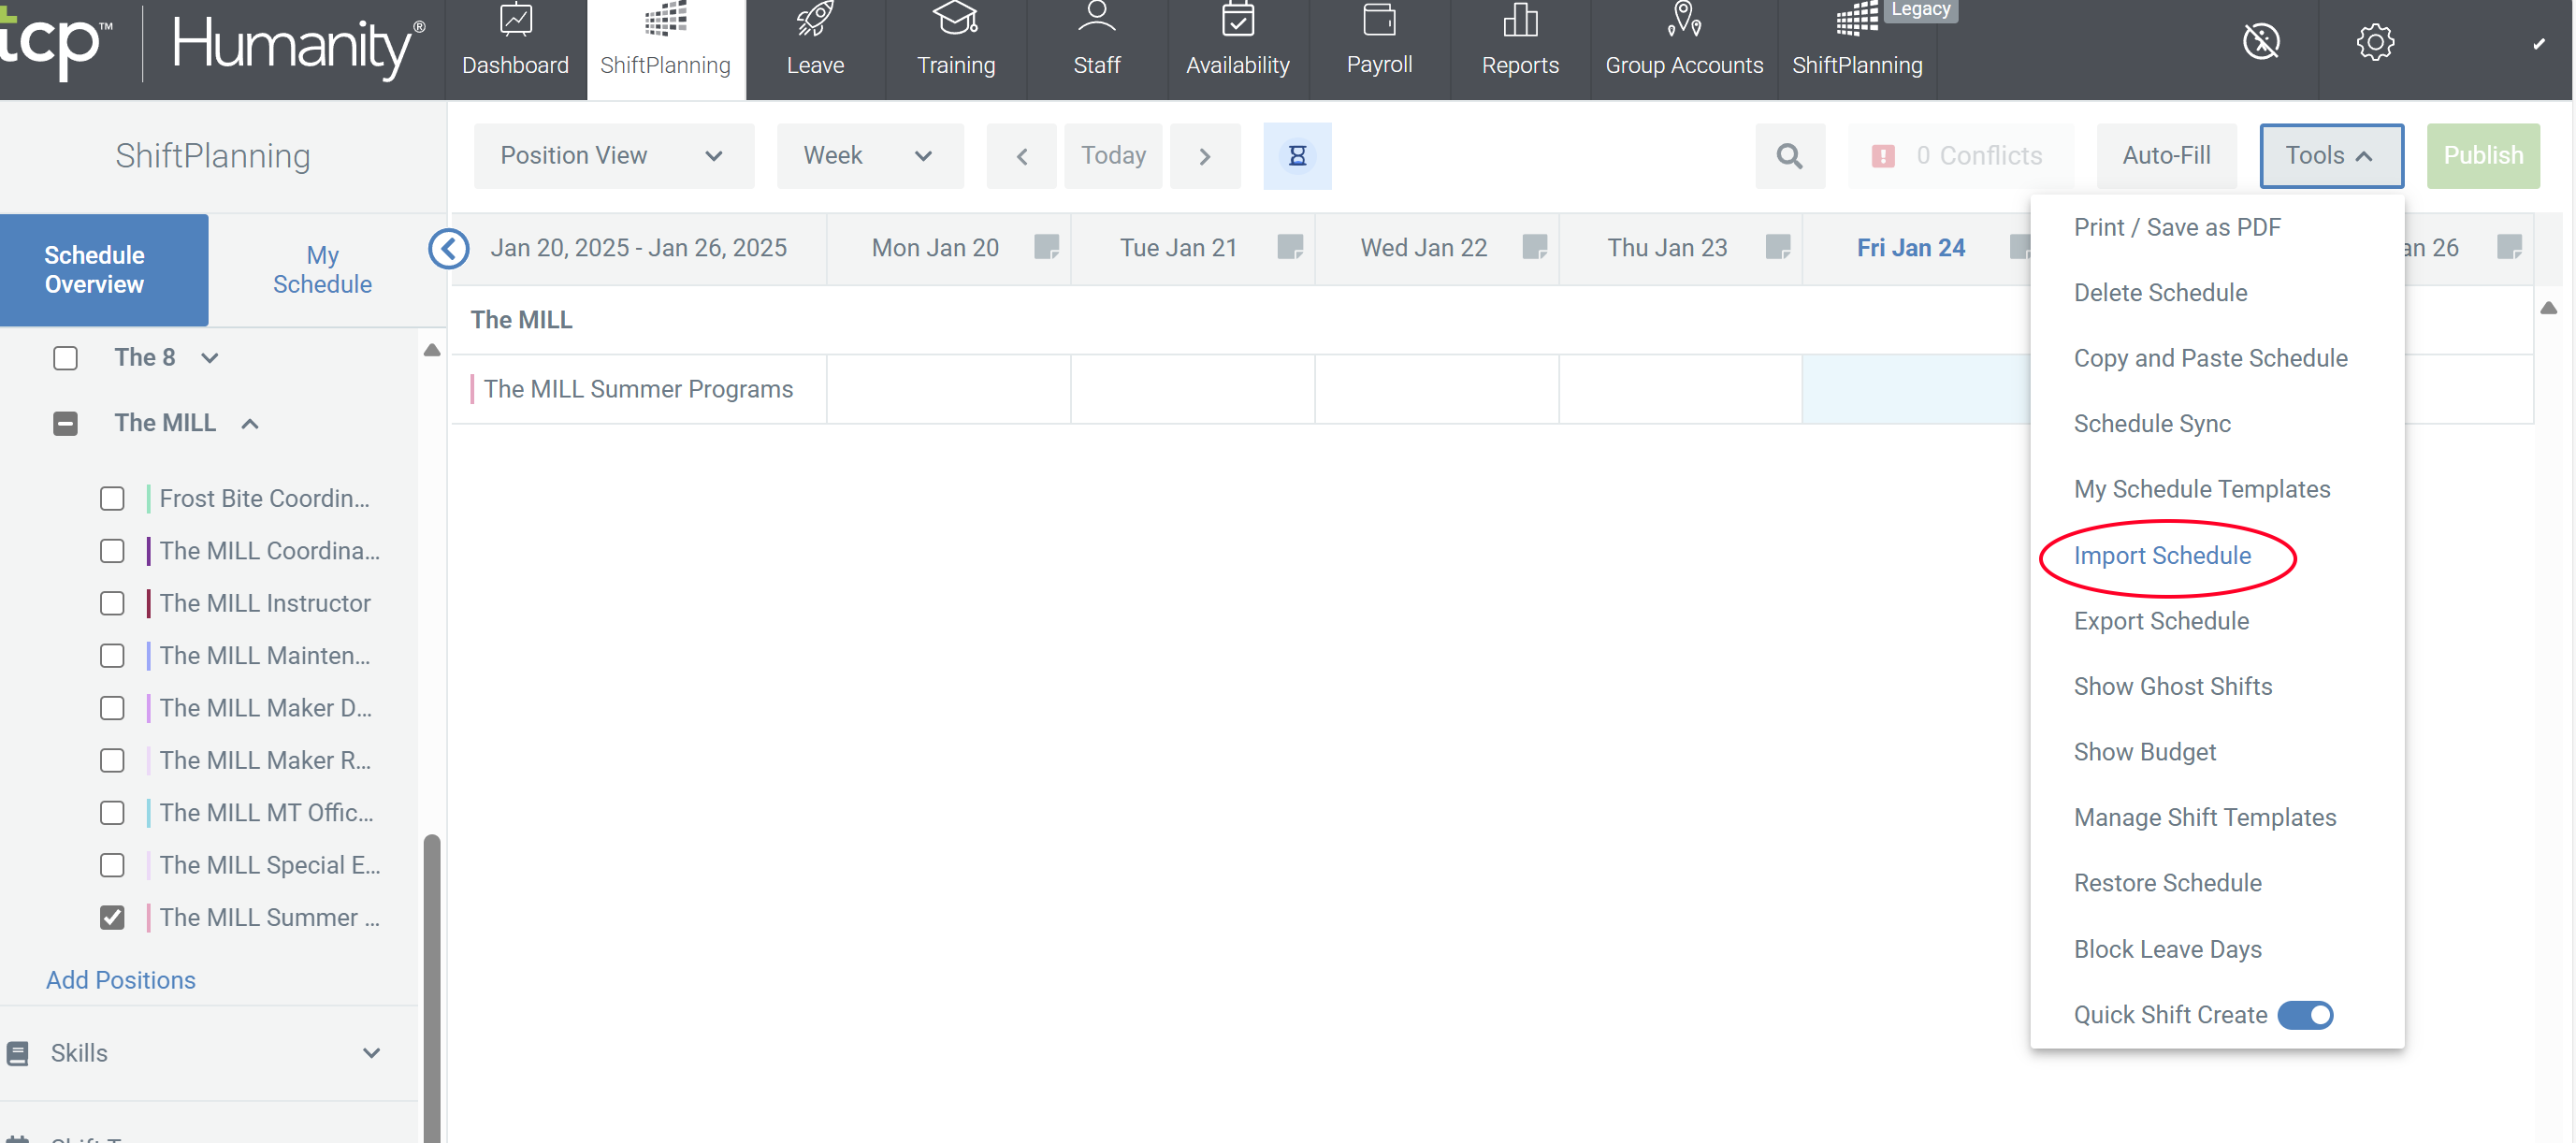 tcp™ Humanity®
Dashboard
ShiftPlanning
Leave
Training
Staff
Availability
Payroll
Reports
Group Accounts
Legacy
ShiftPlanning
ShiftPlanning
Schedule
Overview
My
Schedule
The 8
The MILL
Frost Bite Coordin...
The MILL Coordina...
The MILL Instructor
The MILL Mainten...
The MILL Maker D...
The MILL Maker R...
The MILL MT Offic...
The MILL Special E...
The MILL Summer ...
Add Positions
Skills
Position View
Week
Today
0 Conflicts
Auto-Fill
Tools
Publish
Jan 20, 2025 - Jan 26, 2025
Mon Jan 20
Tue Jan 21
Wed Jan 22
Thu Jan 23
Fri Jan 24
an 26
The MILL
The MILL Summer Programs
Print / Save as PDF
Delete Schedule
Copy and Paste Schedule
Schedule Sync
My Schedule Templates
Import Schedule
Export Schedule
Show Ghost Shifts
Show Budget
Manage Shift Templates
Restore Schedule
Block Leave Days
Quick Shift Create